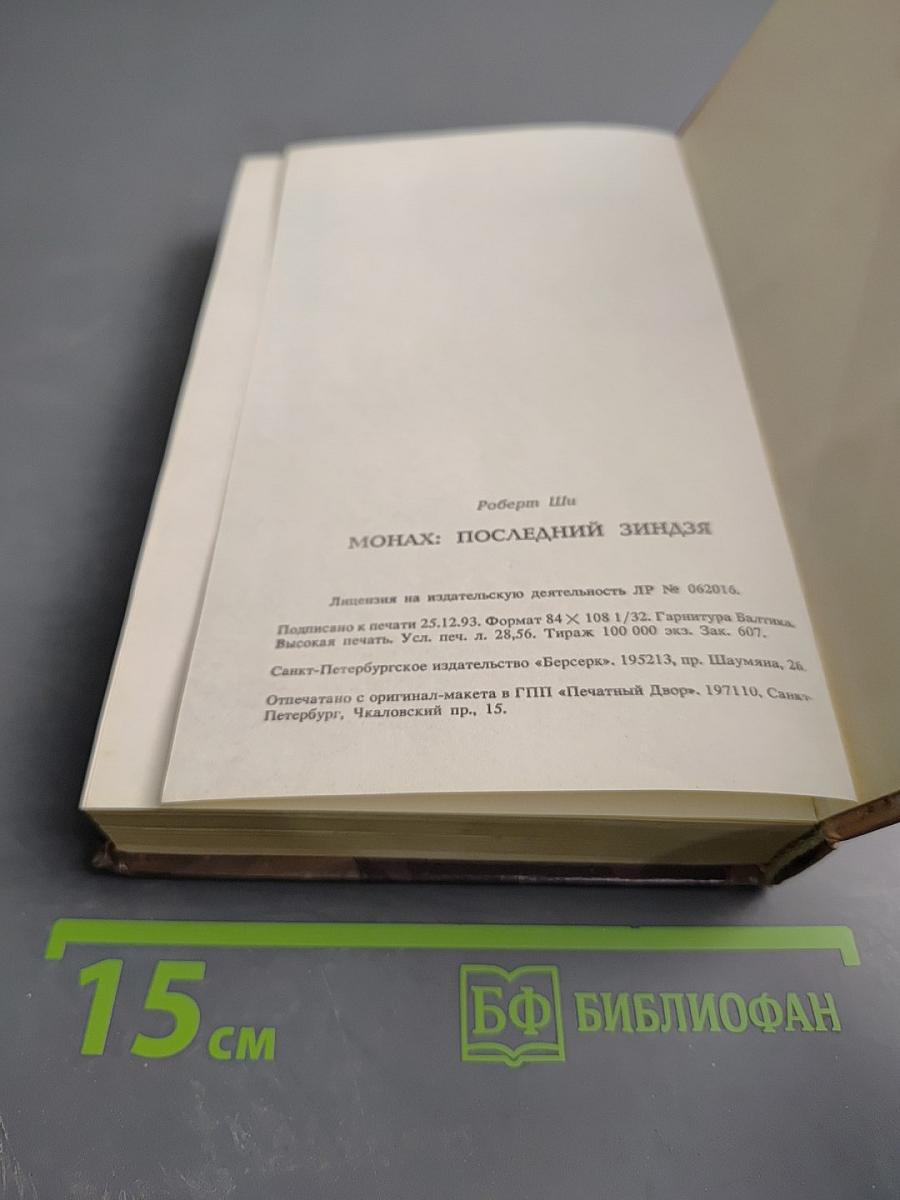 Роберт Ши
МОНАХ: ПОСЛЕДНИЙ ЗИНДЗЯ
Лицензия на издательскую деятельность ЛР № 062016.
Подписано к печати 25.12.93. Формат 84 × 108 1/32. Гарнитура Балтика.
Высокая печать. Усл. печ. л. 28,56. Тираж 100 000 экз. Зак. 607.
Санкт-Петербургское издательство «Берсерк». 195213, пр. Шаумяна, 26.
Отпечатано с оригинал-макета в ГПП «Печатный Двор». 197110, Санкт-
Петербург, Чкаловский пр., 15.
15 см
БФ БИБЛИОФАН